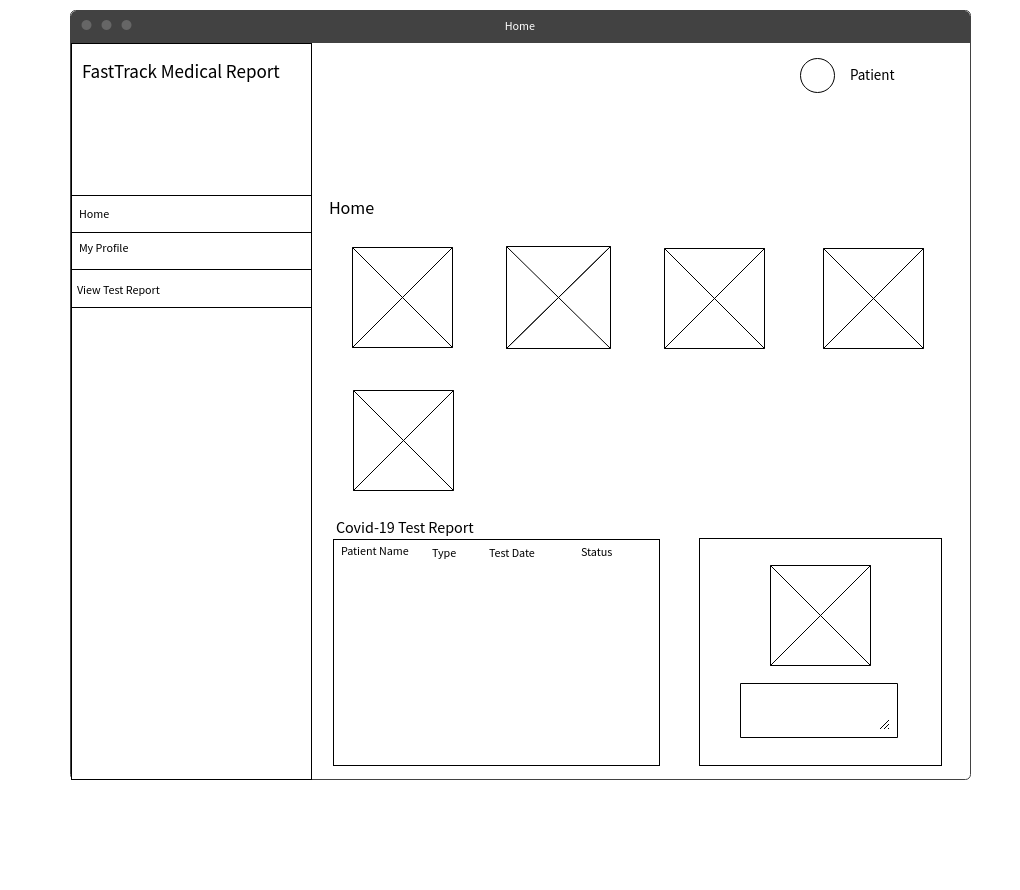 Home
FastTrack Medical Report
Patient
Home
My Profile
View Test Report
Home
Covid-19 Test Report
Patient Name Type Test Date Status